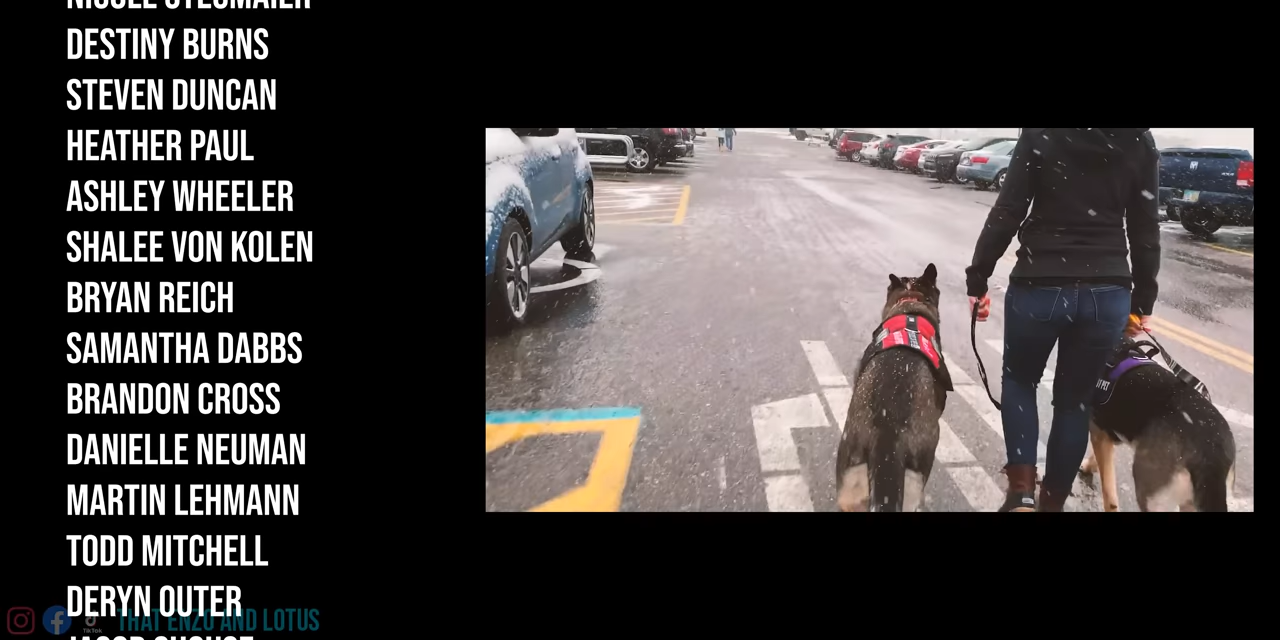 DESTINY BURNS
STEVEN DUNCAN
HEATHER PAUL
ASHLEY WHEELER
SHALEE VON KOLEN
BRYAN REICH
SAMANTHA DABBS
BRANDON CROSS
DANIELLE NEUMAN
MARTIN LEHMANN
TODD MITCHELL
DERYN OUTER
TikTok
THAT ENZO AND LOTUS